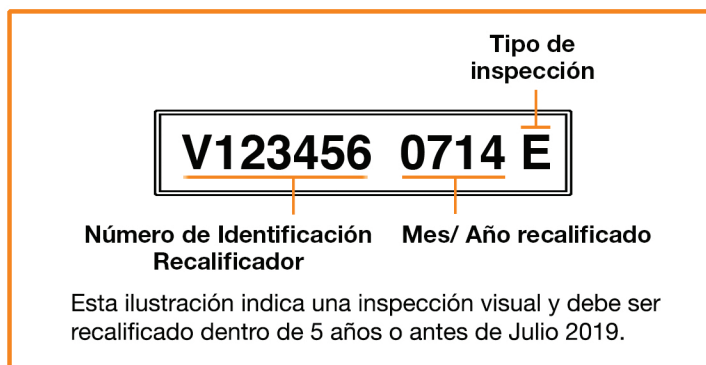 Tipo de
inspección
V123456 0714 E
Número de Identificación
Recalificador
Mes/ Año recalificado
Esta ilustración indica una inspección visual y debe ser
recalificado dentro de 5 años o antes de Julio 2019.